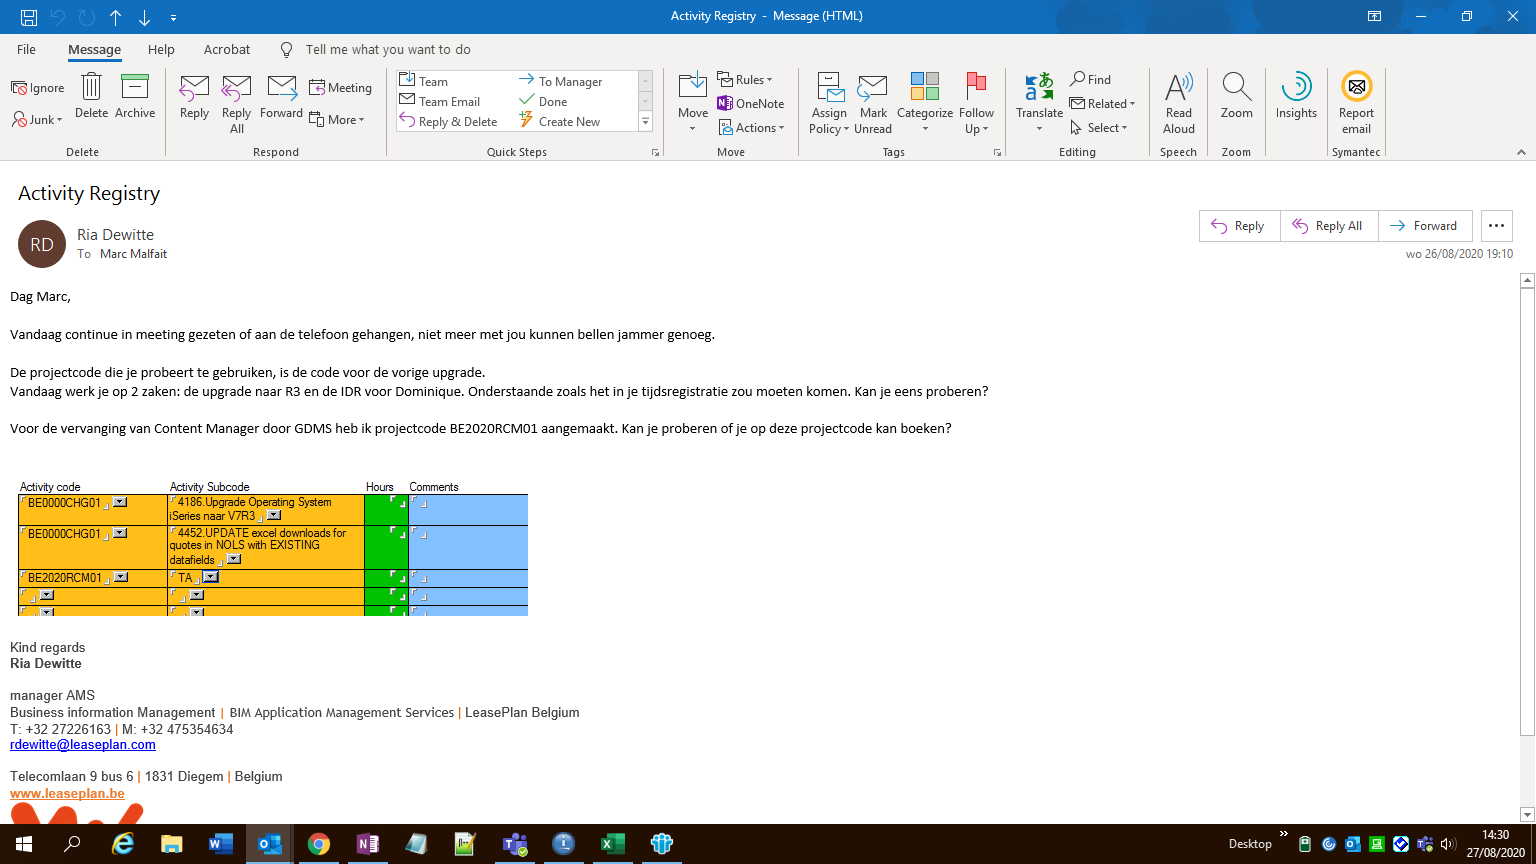 Activity Registry - Message (HTML)
File Message Help Acrobat Tell me what you want to do
Ignore
Junk
Delete
Archive
Reply
Reply All
Forward
Meeting
More
Team
Team Email
Reply & Delete
To Manager
Done
Create New
Move
Rules
OneNote
Actions
Assign Policy
Mark Unread
Categorize
Follow Up
Translate
Find
Related
Select
Read Aloud
Zoom
Insights
Report email
Delete Respond Quick Steps Move Tags Editing Speech Zoom Symantec
Activity Registry
RD
Ria Dewitte
To Marc Malfait
Reply Reply All Forward
wo 26/08/2020 19:10
Dag Marc,
Vandaag continue in meeting gezeten of aan de telefoon gehangen, niet meer met jou kunnen bellen jammer genoeg.
De projectcode die je probeert te gebruiken, is de code voor de vorige upgrade.
Vandaag werk je op 2 zaken: de upgrade naar R3 en de IDR voor Dominique. Onderstaande zoals het in je tijdsregistratie zou moeten komen. Kan je eens proberen?
Voor de vervanging van Content Manager door GDMS heb ik projectcode BE2020RCM01 aangemaakt. Kan je proberen of je op deze projectcode kan boeken?
Activity code Activity Subcode Hours Comments
BE0000CHG01 4186.Upgrade Operating System
iSeries naar V7R3
BE0000CHG01 4452.UPDATE excel downloads for
quotes in NOLS with EXISTING
datafields
BE2020RCM01 TA
Kind regards
Ria Dewitte
manager AMS
Business information Management | BIM Application Management Services | LeasePlan Belgium
T: +32 27226163 | M: +32 475354634
rdewitte@leaseplan.com
Telecomlaan 9 bus 6 | 1831 Diegem | Belgium
www.leaseplan.be
Desktop
14:30
27/08/2020